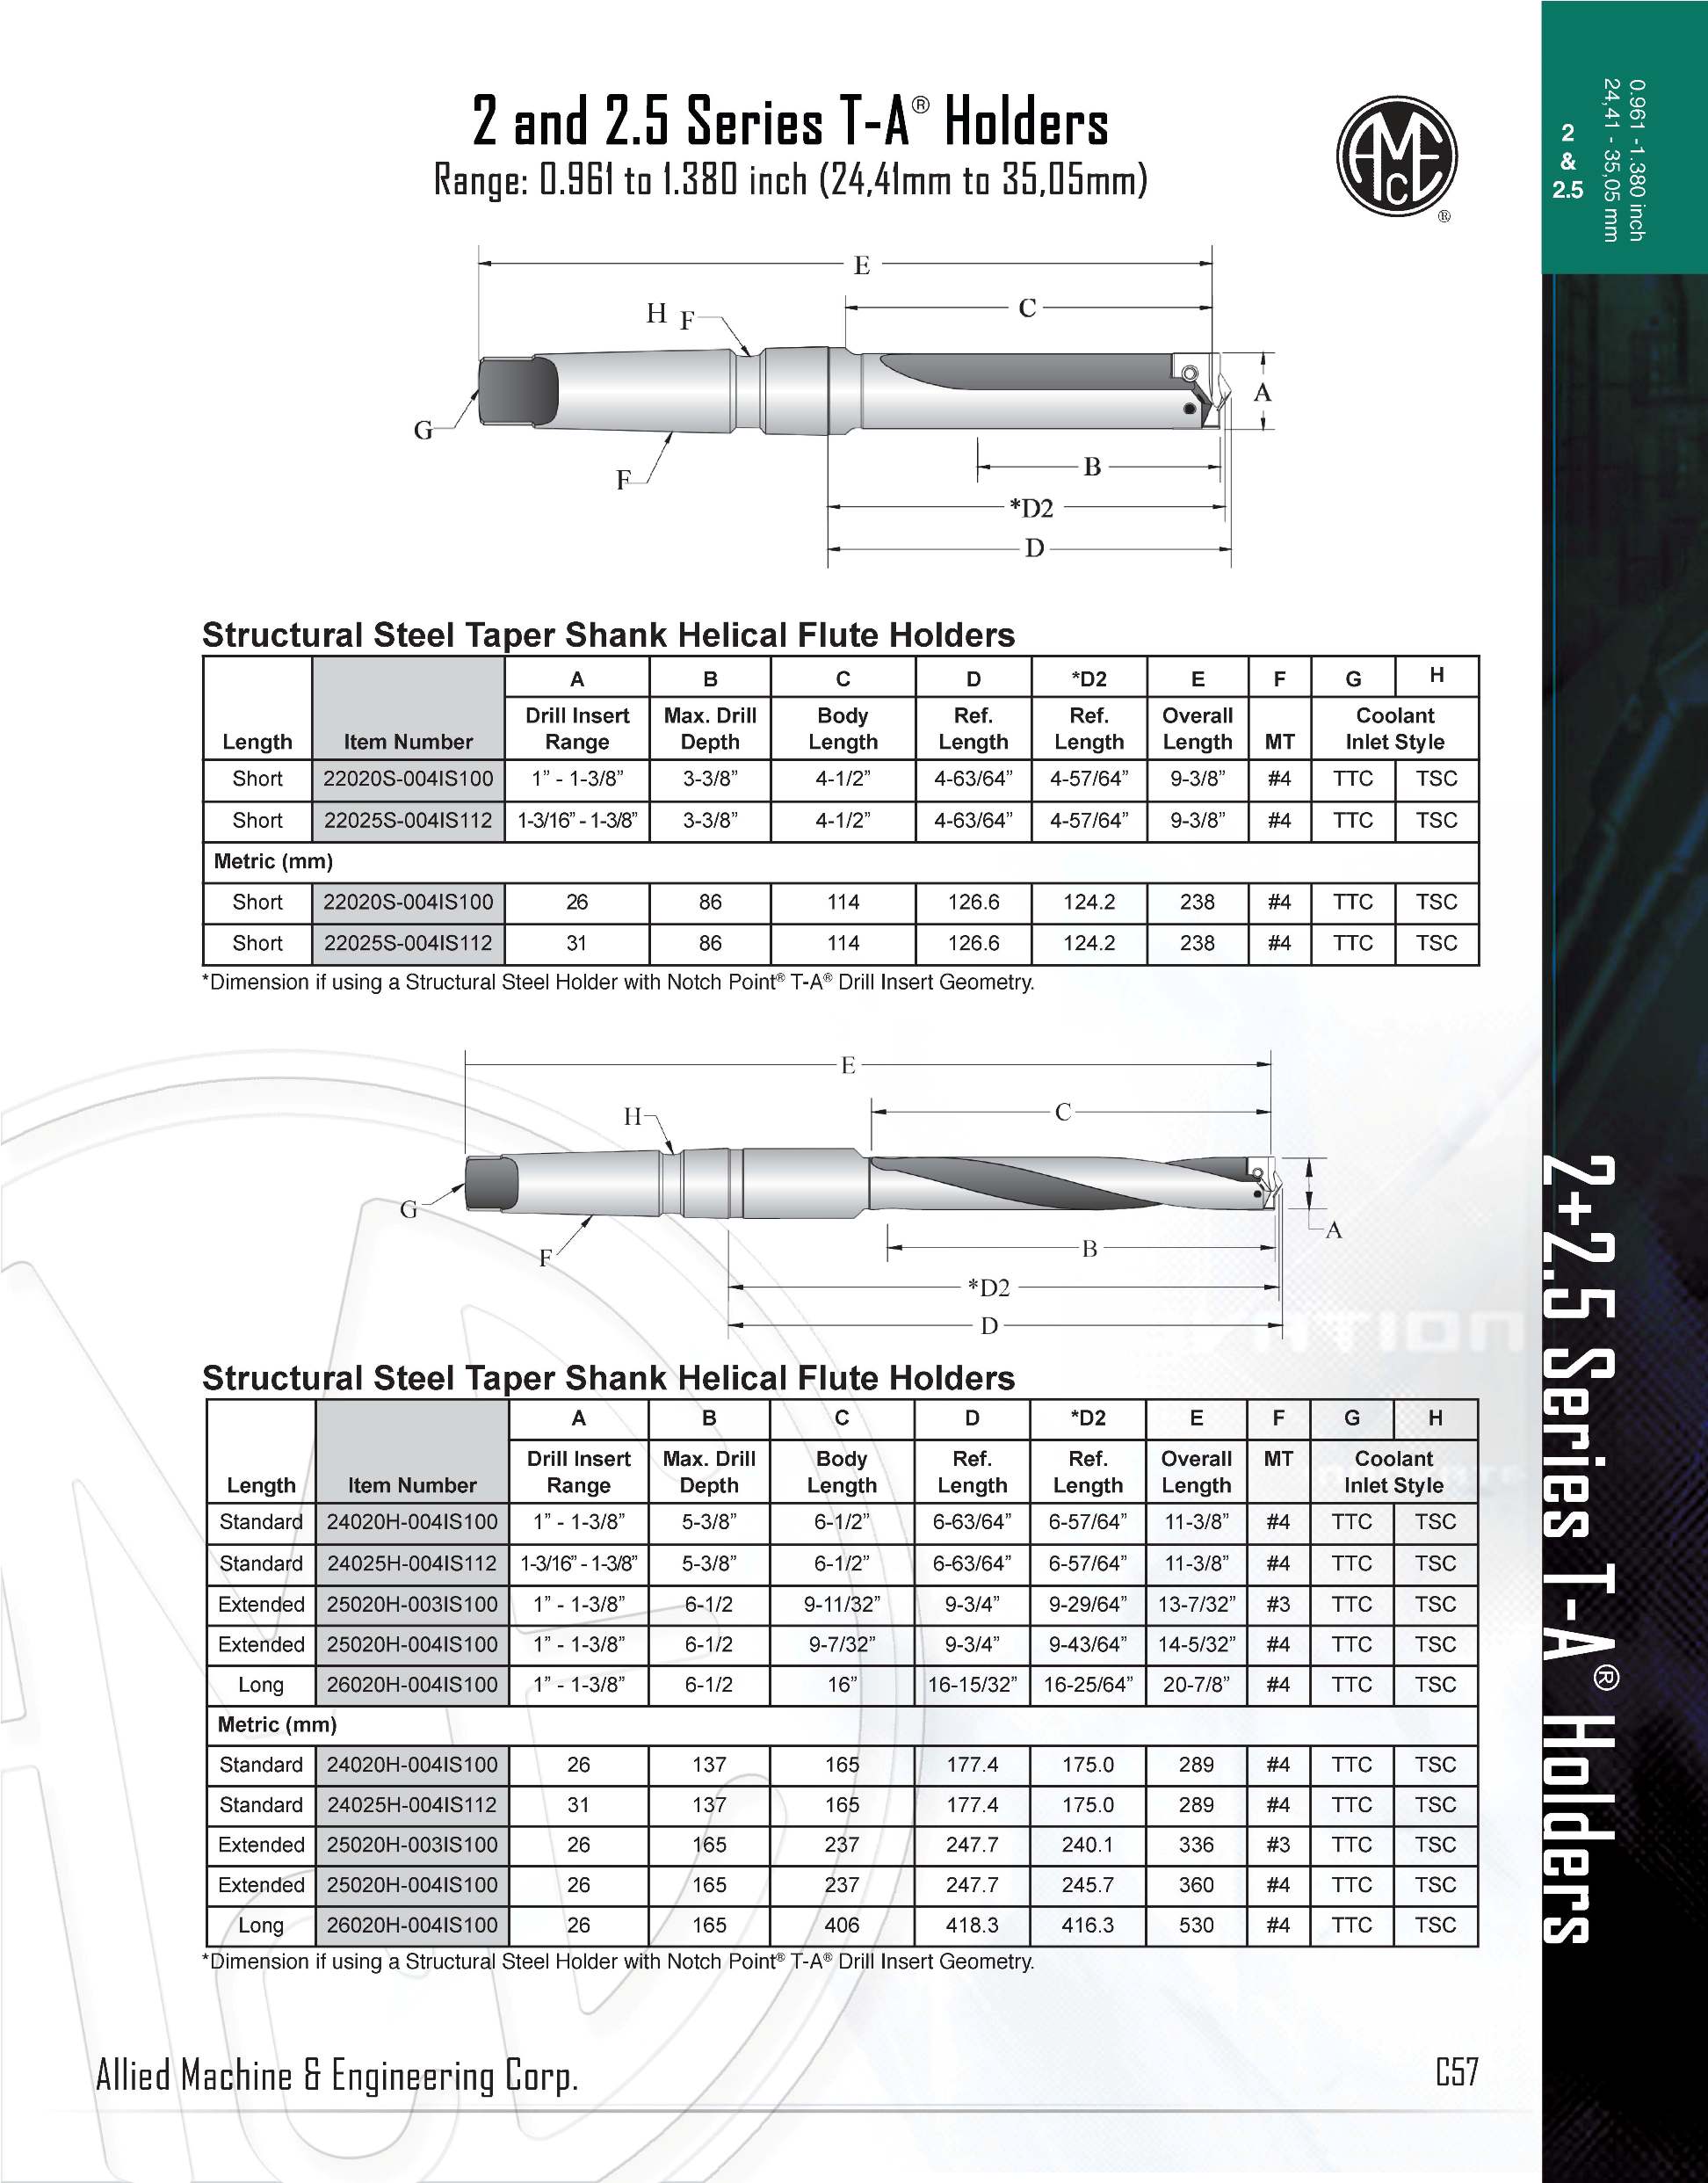 2 and 2.5 Series T-A® Holders
Range: 0.961 to 1.380 inch (24,41mm to 35,05mm)
AMEC
®
0.961 -1.380 inch
24,41 - 35,05 mm
2
&
2.5
E
C
H F
A
G
B
F
*D2
D
Structural Steel Taper Shank Helical Flute Holders
A B C D *D2 E F G H
Length Item Number Drill Insert Range Max. Drill Depth Body Length Ref. Length Ref. Length Overall Length MT Coolant Inlet Style
Short 22020S-004IS100 1” - 1-3/8” 3-3/8” 4-1/2” 4-63/64” 4-57/64” 9-3/8” #4 TTC TSC
Short 22025S-004IS112 1-3/16” - 1-3/8” 3-3/8” 4-1/2” 4-63/64” 4-57/64” 9-3/8” #4 TTC TSC
Metric (mm)
Short 22020S-004IS100 26 86 114 126.6 124.2 238 #4 TTC TSC
Short 22025S-004IS112 31 86 114 126.6 124.2 238 #4 TTC TSC
*Dimension if using a Structural Steel Holder with Notch Point® T-A® Drill Insert Geometry.
E
H
C
G
F
A
B
*D2
D
Structural Steel Taper Shank Helical Flute Holders
A B C D *D2 E F G H
Length Item Number Drill Insert Range Max. Drill Depth Body Length Ref. Length Ref. Length Overall Length MT Coolant Inlet Style
Standard 24020H-004IS100 1” - 1-3/8” 5-3/8” 6-1/2” 6-63/64” 6-57/64” 11-3/8” #4 TTC TSC
Standard 24025H-004IS112 1-3/16” - 1-3/8” 5-3/8” 6-1/2” 6-63/64” 6-57/64” 11-3/8” #4 TTC TSC
Extended 25020H-003IS100 1” - 1-3/8” 6-1/2 9-11/32” 9-3/4” 9-29/64” 13-7/32” #3 TTC TSC
Extended 25020H-004IS100 1” - 1-3/8” 6-1/2 9-7/32” 9-3/4” 9-43/64” 14-5/32” #4 TTC TSC
Long 26020H-004IS100 1” - 1-3/8” 6-1/2 16” 16-15/32” 16-25/64” 20-7/8” #4 TTC TSC
Metric (mm)
Standard 24020H-004IS100 26 137 165 177.4 175.0 289 #4 TTC TSC
Standard 24025H-004IS112 31 137 165 177.4 175.0 289 #4 TTC TSC
Extended 25020H-003IS100 26 165 237 247.7 240.1 336 #3 TTC TSC
Extended 25020H-004IS100 26 165 237 247.7 245.7 360 #4 TTC TSC
Long 26020H-004IS100 26 165 406 418.3 416.3 530 #4 TTC TSC
*Dimension if using a Structural Steel Holder with Notch Point® T-A® Drill Insert Geometry.
2+2.5 Series T-A® Holders
Allied Machine & Engineering Corp.
C57